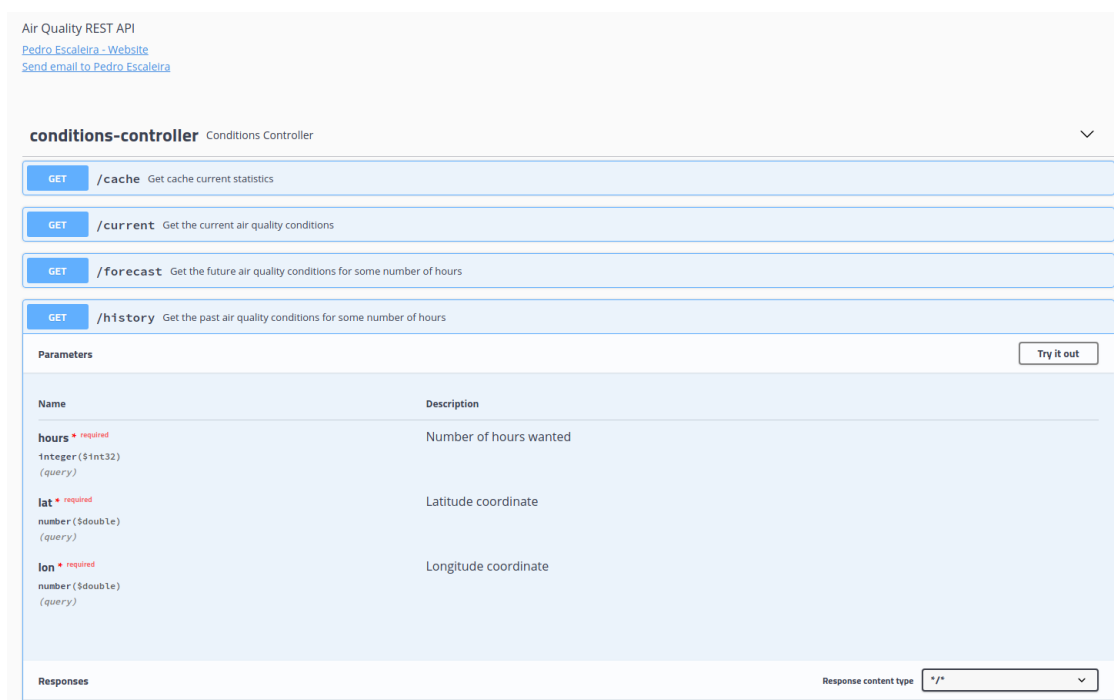 Air Quality REST API
Pedro Escaleira - Website
Send email to Pedro Escaleira
conditions-controller Conditions Controller
GET /cache Get cache current statistics
GET /current Get the current air quality conditions
GET /forecast Get the future air quality conditions for some number of hours
GET /history Get the past air quality conditions for some number of hours
Parameters Try it out
Name Description
hours * required Number of hours wanted
integer($int32)
(query)
lat * required Latitude coordinate
number($double)
(query)
lon * required Longitude coordinate
number($double)
(query)
Responses Response content type */*